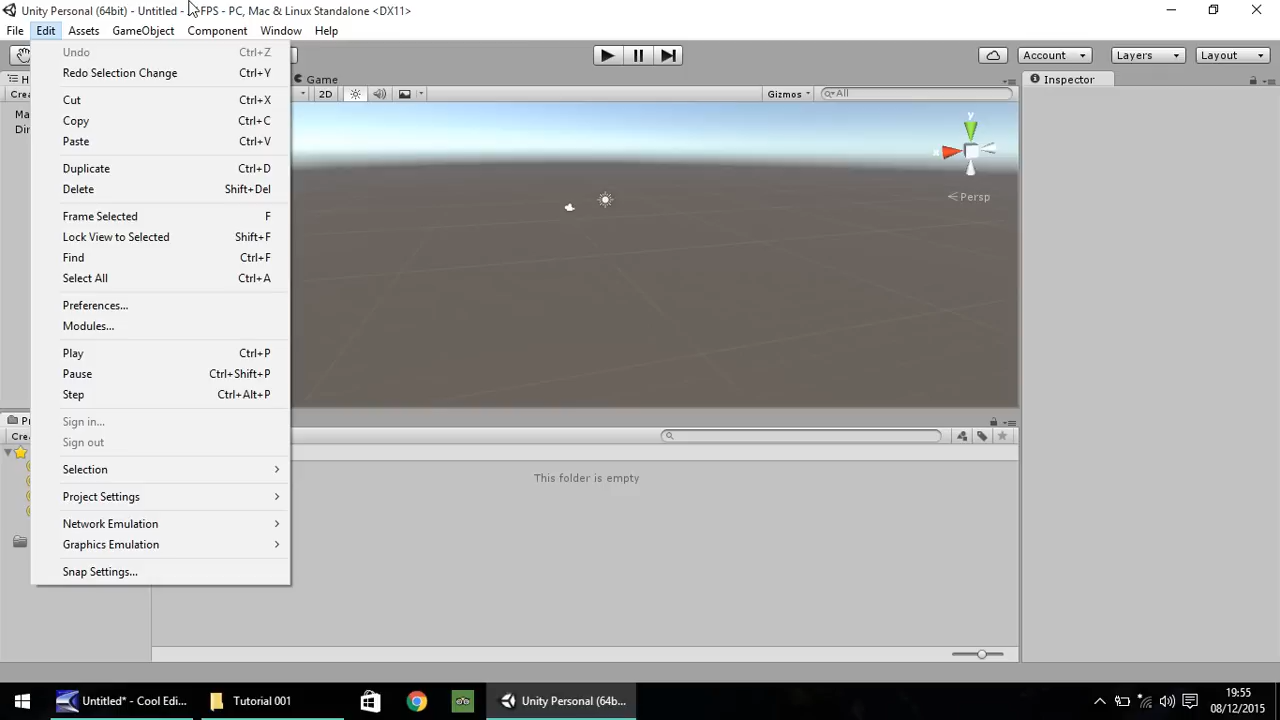 Unity Personal (64bit) - Untitled - FPS - PC, Mac & Linux Standalone <DX11>
File Edit Assets GameObject Component Window Help
Undo Ctrl+Z
Redo Selection Change Ctrl+Y
Cut Ctrl+X
Copy Ctrl+C
Paste Ctrl+V
Duplicate Ctrl+D
Delete Shift+Del
Frame Selected F
Lock View to Selected Shift+F
Find Ctrl+F
Select All Ctrl+A
Preferences...
Modules...
Play Ctrl+P
Pause Ctrl+Shift+P
Step Ctrl+Alt+P
Sign in...
Sign out
Selection
Project Settings
Network Emulation
Graphics Emulation
Snap Settings...
Account Layers Layout
Game
2D Gizmos All
Inspector
y
x
Persp
This folder is empty
Untitled* - Cool Edi... Tutorial 001 Unity Personal (64b...
19:55
08/12/2015